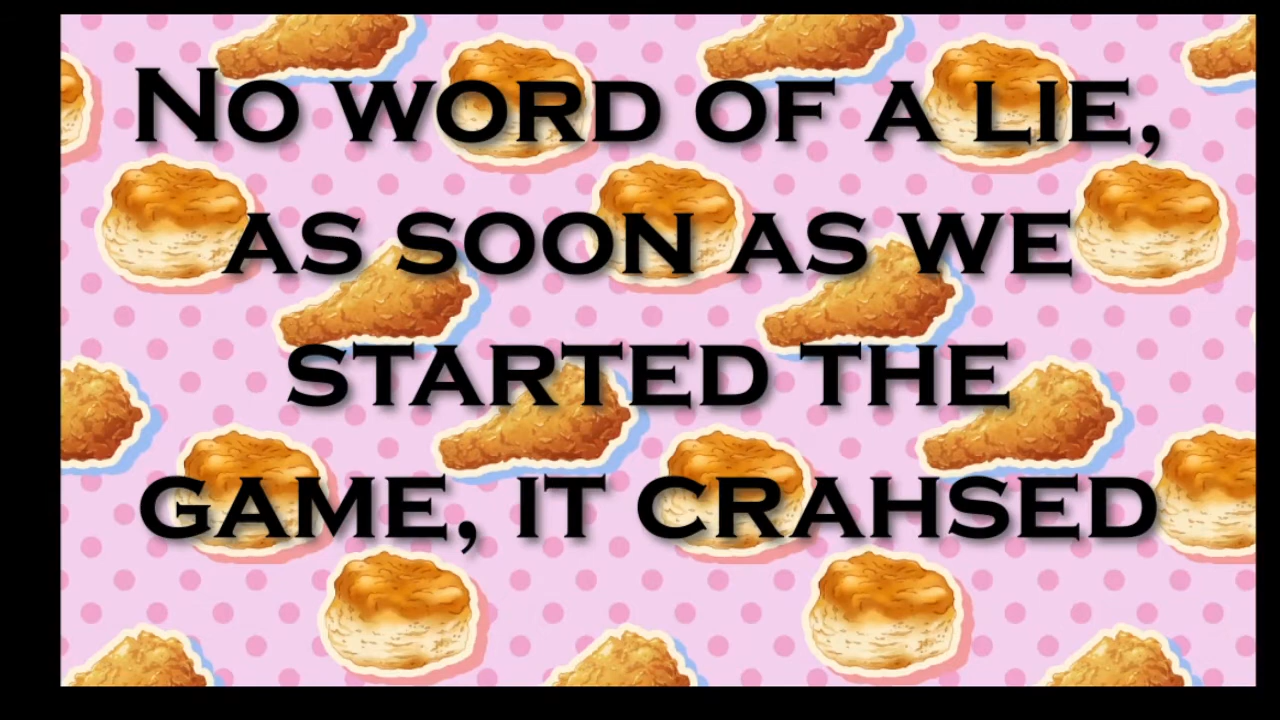 No word of a lie,
as soon as we
started the
game, it crahsed